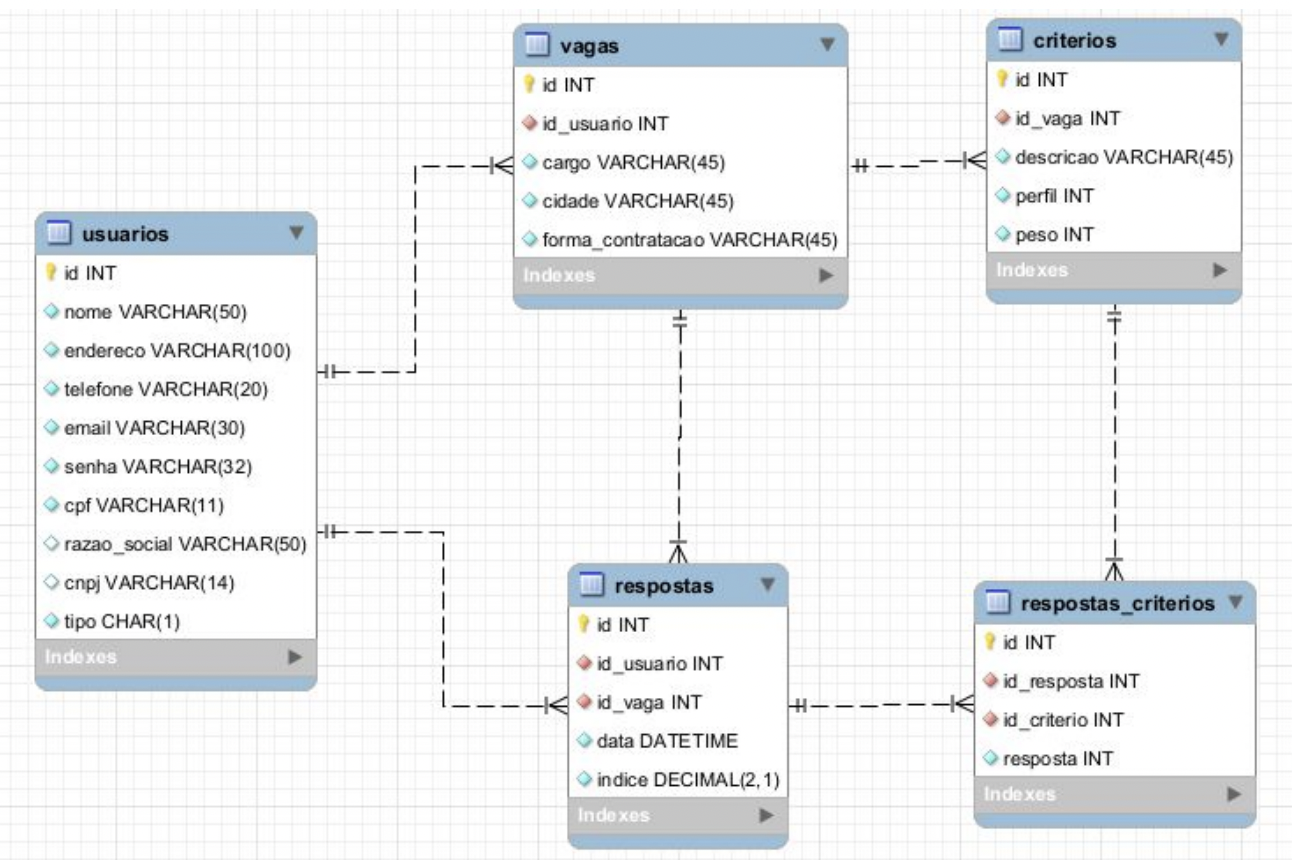 usuarios
id INT
nome VARCHAR(50)
endereco VARCHAR(100)
telefone VARCHAR(20)
email VARCHAR(30)
senha VARCHAR(32)
cpf VARCHAR(11)
razao_social VARCHAR(50)
cnpj VARCHAR(14)
tipo CHAR(1)
Indexes
vagas
id INT
id_usuario INT
cargo VARCHAR(45)
cidade VARCHAR(45)
forma_contratacao VARCHAR(45)
Indexes
criterios
id INT
id_vaga INT
descricao VARCHAR(45)
perfil INT
peso INT
Indexes
respostas
id INT
id_usuario INT
id_vaga INT
data DATETIME
indice DECIMAL(2,1)
Indexes
respostas_criterios
id INT
id_resposta INT
id_criterio INT
resposta INT
Indexes